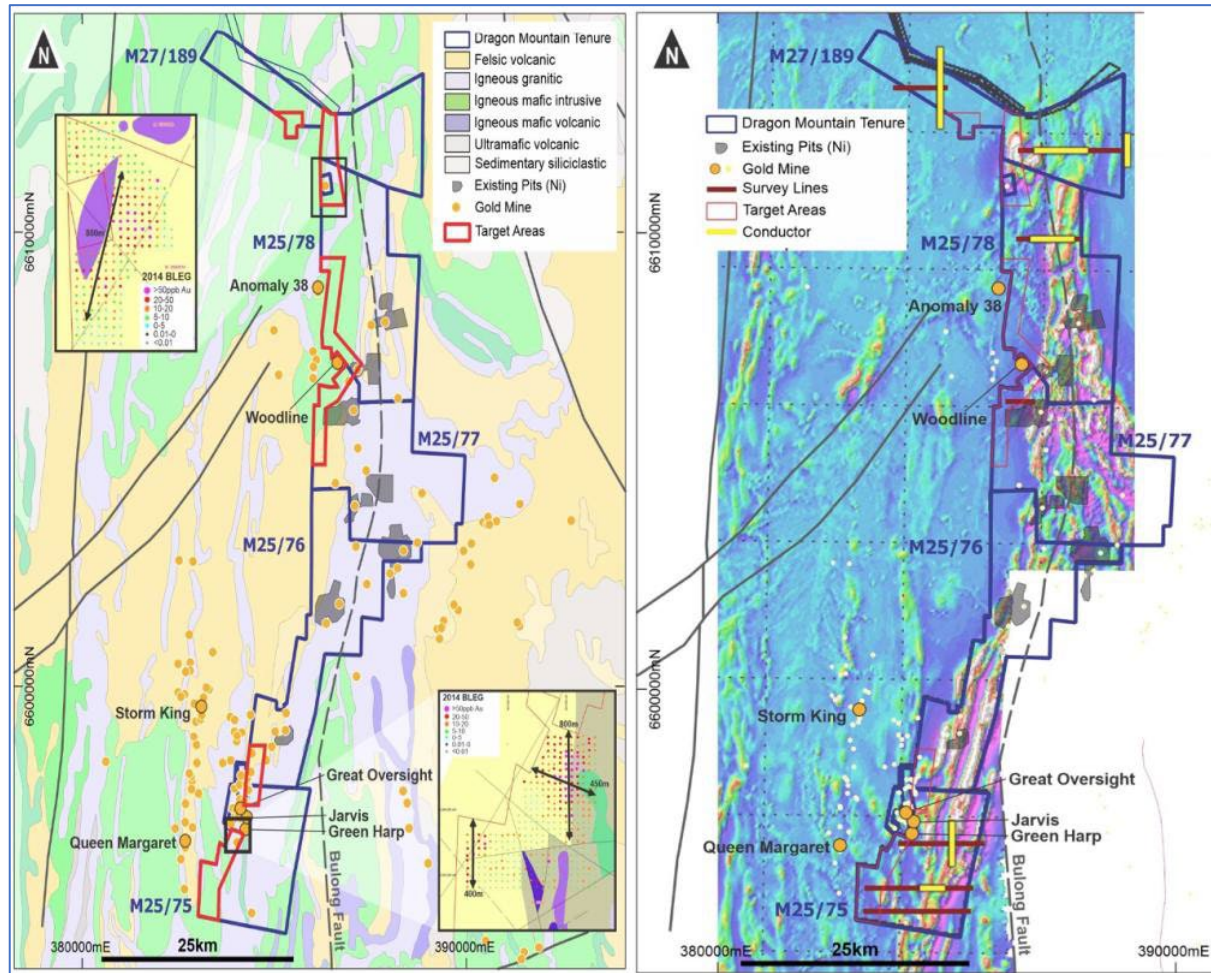 N
M27/189
Dragon Mountain Tenure
Felsic volcanic
Igneous granitic
Igneous mafic intrusive
Igneous mafic volcanic
Ultramafic volcanic
Sedimentary siliciclastic
Existing Pits (Ni)
Gold Mine
Target Areas
800m
2014 BLEG
>50ppb Au
20-50
10-20
5-10
0-5
0.01-0
<0.01
6610000mN
M25/78
Anomaly 38
Woodline
M25/77
M25/76
6600000mN
Storm King
Great Oversight
Jarvis
Green Harp
Queen Margaret
M25/75
Bulong Fault
2014 BLEG
>50ppb Au
20-50
10-20
5-10
0-5
0.01-0
<0.01
800m
450m
400m
380000mE
25km
390000mE
N
M27/189
Dragon Mountain Tenure
Existing Pits (Ni)
Gold Mine
Survey Lines
Target Areas
Conductor
6610000mN
M25/78
Anomaly 38
Woodline
M25/77
M25/76
6600000mN
Storm King
Great Oversight
Jarvis
Green Harp
Queen Margaret
M25/75
Bulong Fault
380000mE
25km
390000mE